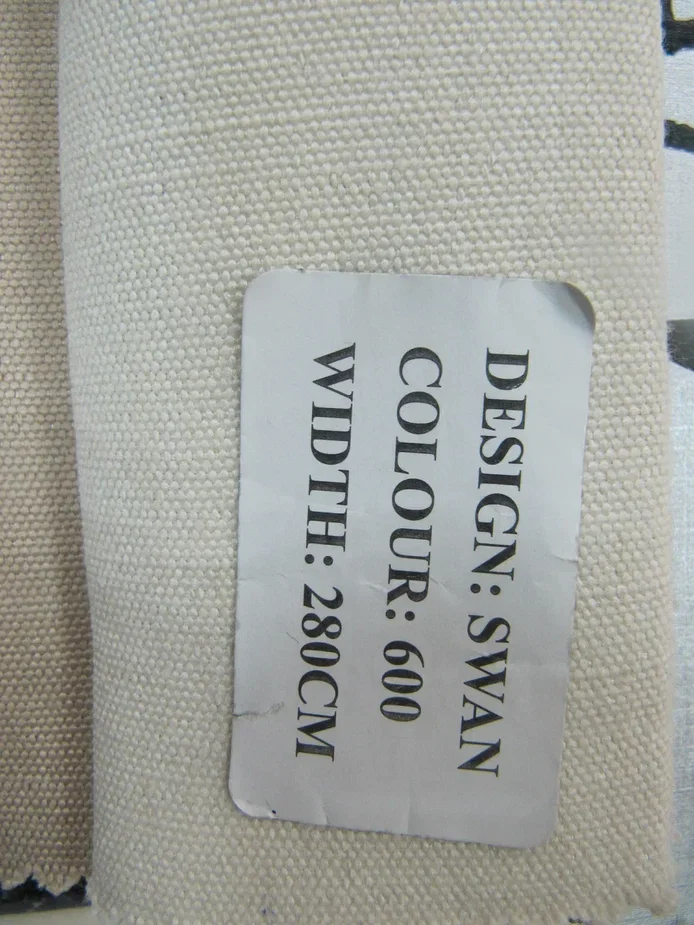 DESIGN: SWAN
COLOUR: 600
WIDTH: 280CM